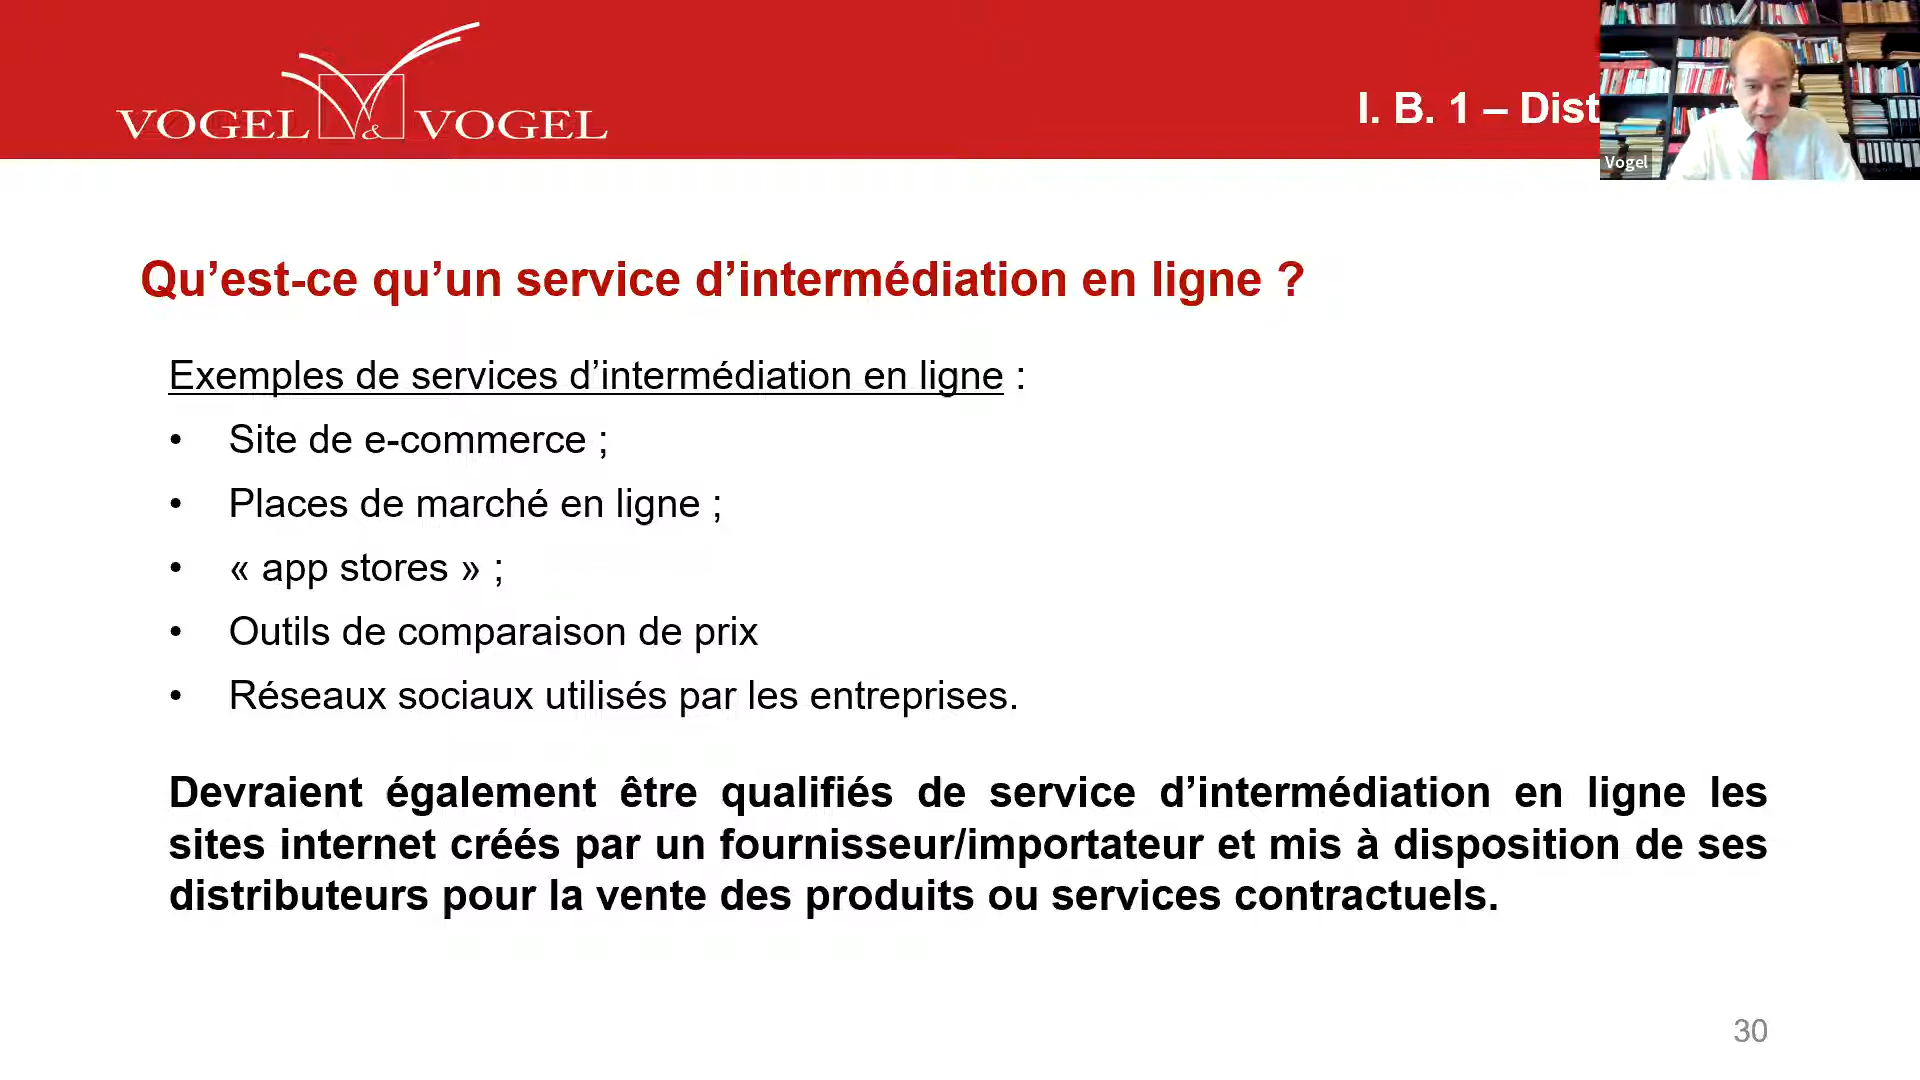 VOGEL & VOGEL
I. B. 1 – Dist
Vogel
Qu’est-ce qu’un service d’intermédiation en ligne ?
Exemples de services d’intermédiation en ligne :
• Site de e-commerce ;
• Places de marché en ligne ;
• « app stores » ;
• Outils de comparaison de prix
• Réseaux sociaux utilisés par les entreprises.
Devraient également être qualifiés de service d’intermédiation en ligne les
sites internet créés par un fournisseur/importateur et mis à disposition de ses
distributeurs pour la vente des produits ou services contractuels.
30